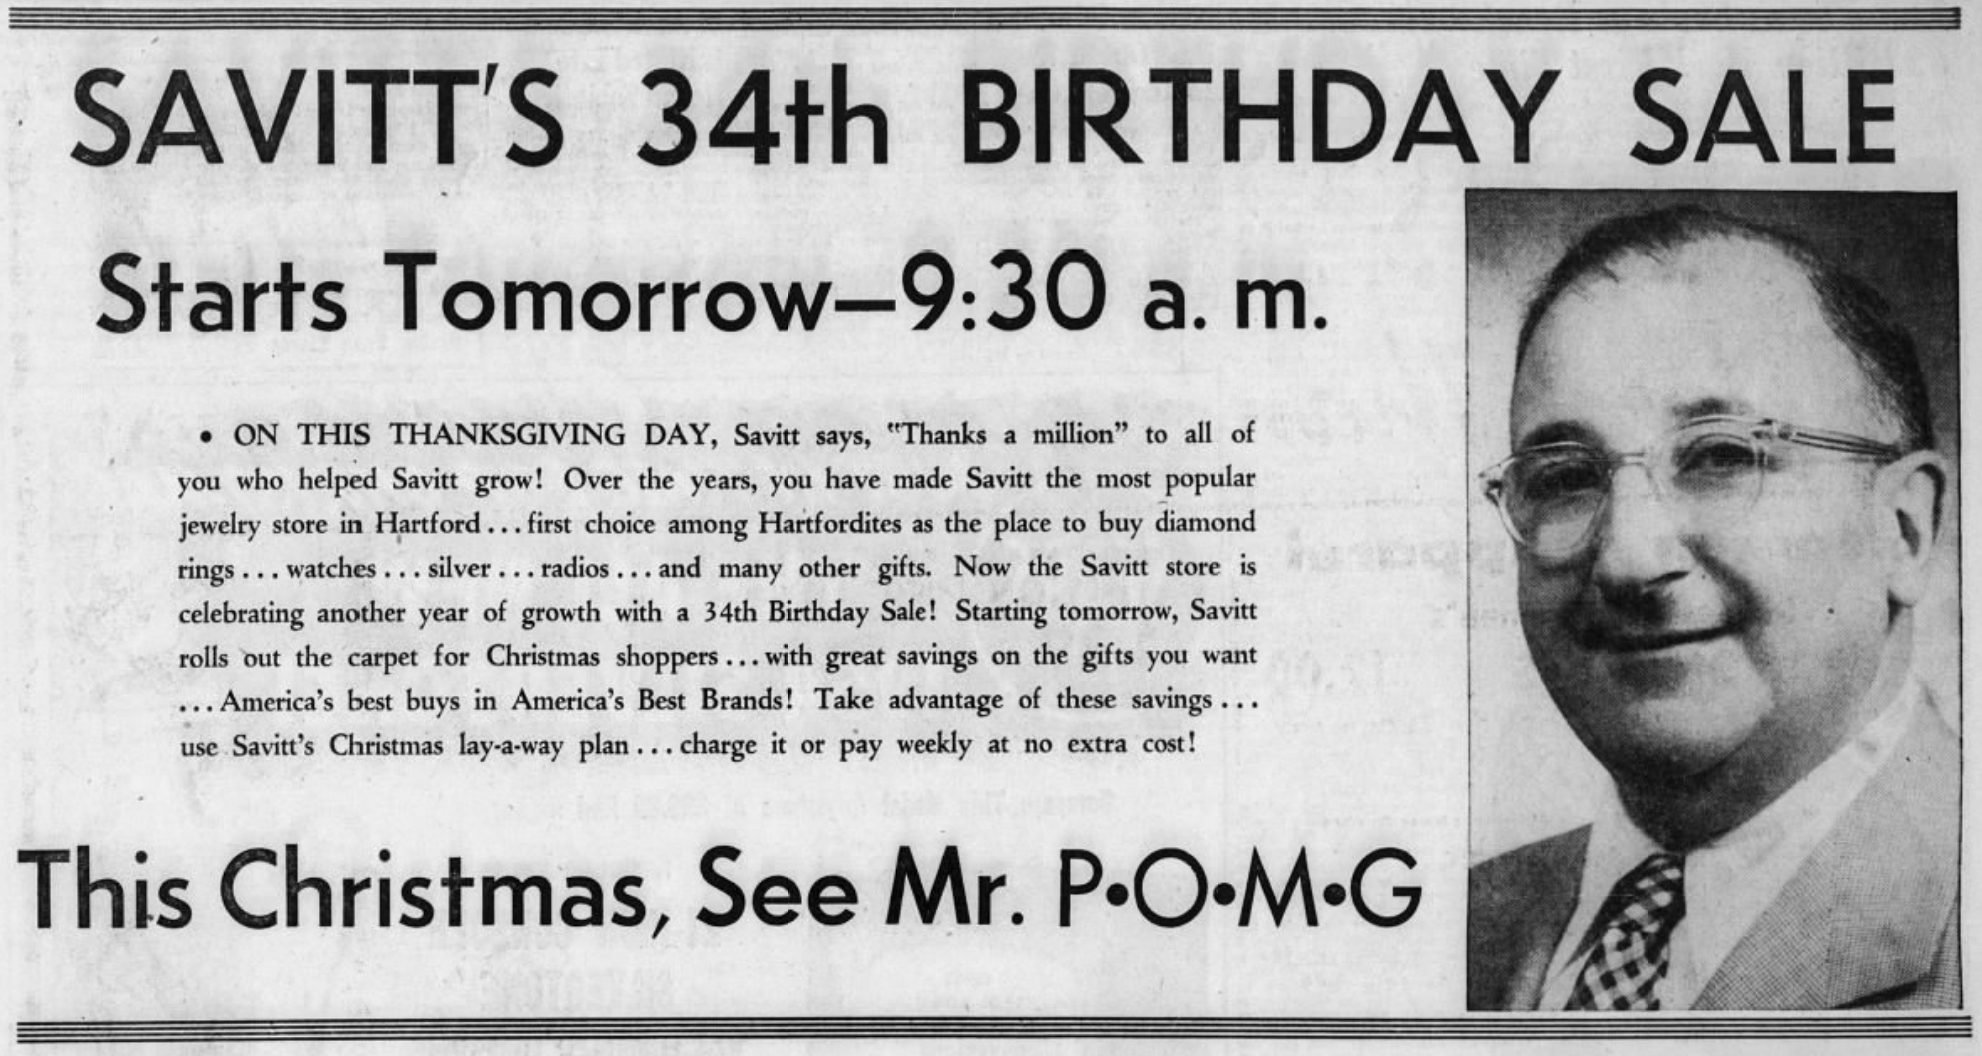 SAVITT'S 34th BIRTHDAY SALE
Starts Tomorrow—9:30 a. m.
• ON THIS THANKSGIVING DAY, Savitt says, "Thanks a million" to all of
you who helped Savitt grow! Over the years, you have made Savitt the most popular
jewelry store in Hartford ... first choice among Hartfordites as the place to buy diamond
rings ... watches ... silver ... radios ... and many other gifts. Now the Savitt store is
celebrating another year of growth with a 34th Birthday Sale! Starting tomorrow, Savitt
rolls out the carpet for Christmas shoppers ... with great savings on the gifts you want
... America's best buys in America's Best Brands! Take advantage of these savings ...
use Savitt's Christmas lay-a-way plan ... charge it or pay weekly at no extra cost!
This Christmas, See Mr. P•O•M•G